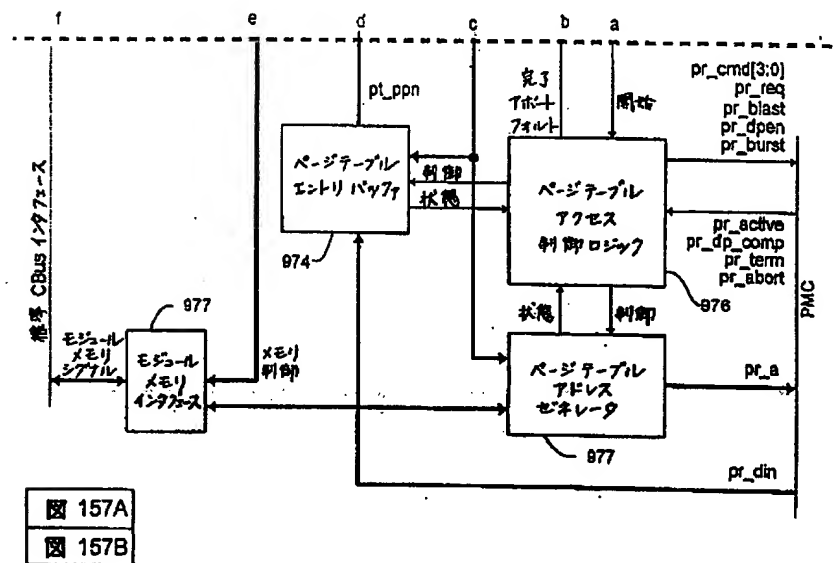 f
e
d
c
b
a
pt_ppn
完了
アボート
フォルト
開始
pr_cmd[3:0]
pr_req
pr_blast
pr_dpen
pr_burst
ページテーブル
エントリ バッファ
974
制御
状態
ページテーブル
アクセス
制御ロジック
976
pr_active
pr_dp_comp
pr_term
pr_abort
PMC
標準 CBus インタフェース
977
モジュール
メモリ
シグナル
モジュール
メモリ
インタフェース
メモリ
制御
状態
制御
ページテーブル
アドレス
ゼネレータ
977
pr_a
pr_din
図 157A
図 157B